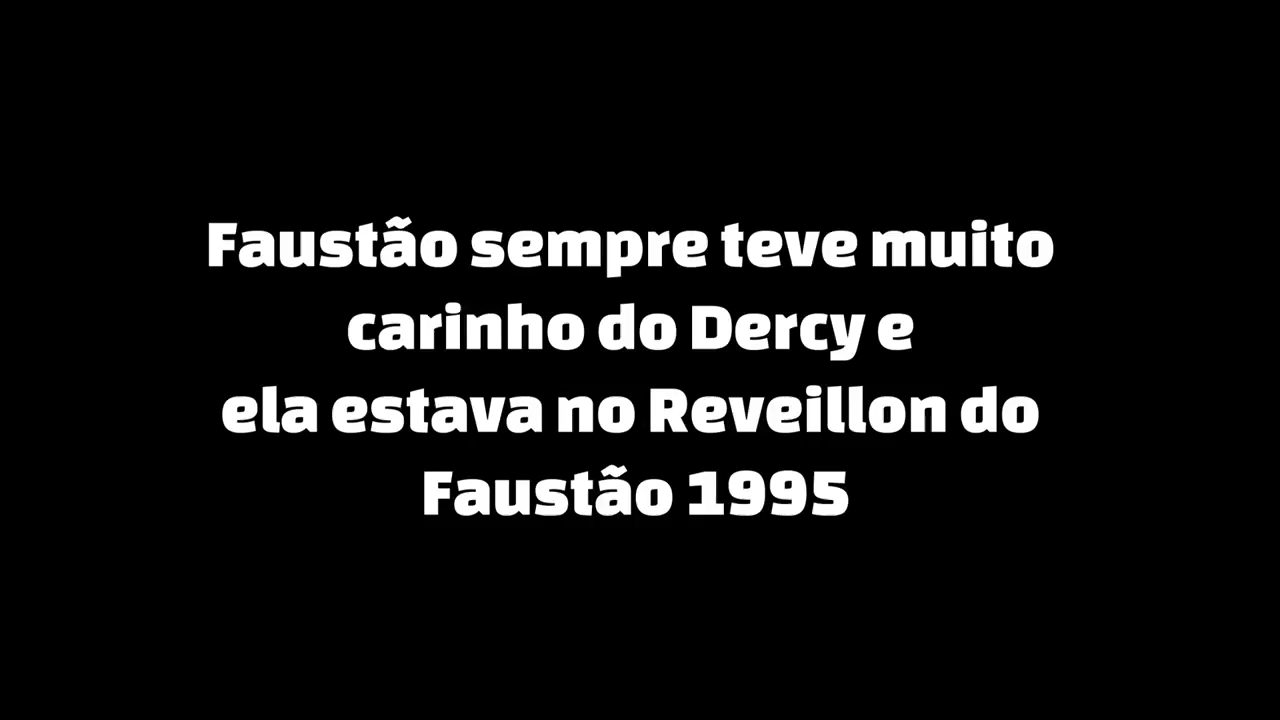 Faustão sempre teve muito
carinho do Dercy e
ela estava no Reveillon do
Faustão 1995